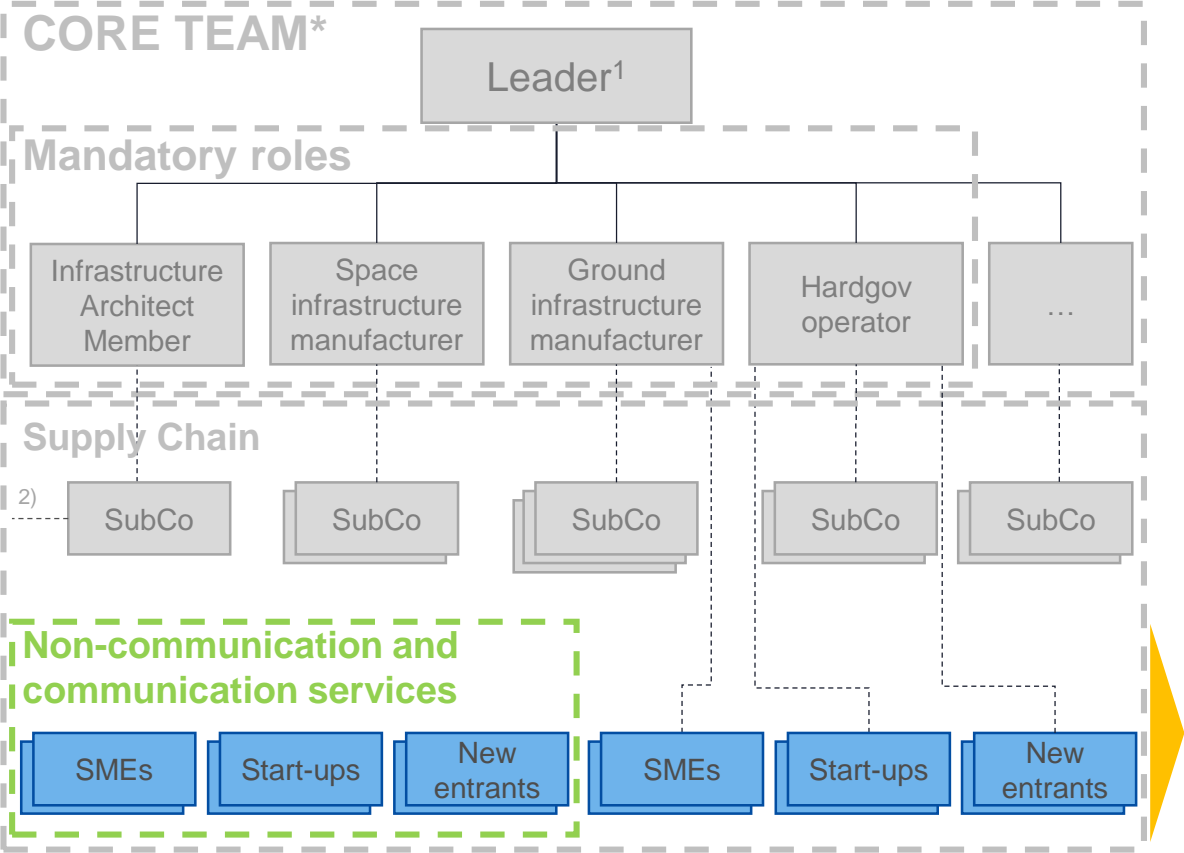 CORE TEAM*
Leader1
Mandatory roles
Infrastructure
Architect
Member
Space
infrastructure
manufacturer
Ground
infrastructure
manufacturer
Hardgov
operator
…
Supply Chain
2)
SubCo
SubCo
SubCo
SubCo
SubCo
Non-communication and
communication services
SMEs
Start-ups
New
entrants
SMEs
Start-ups
New
entrants